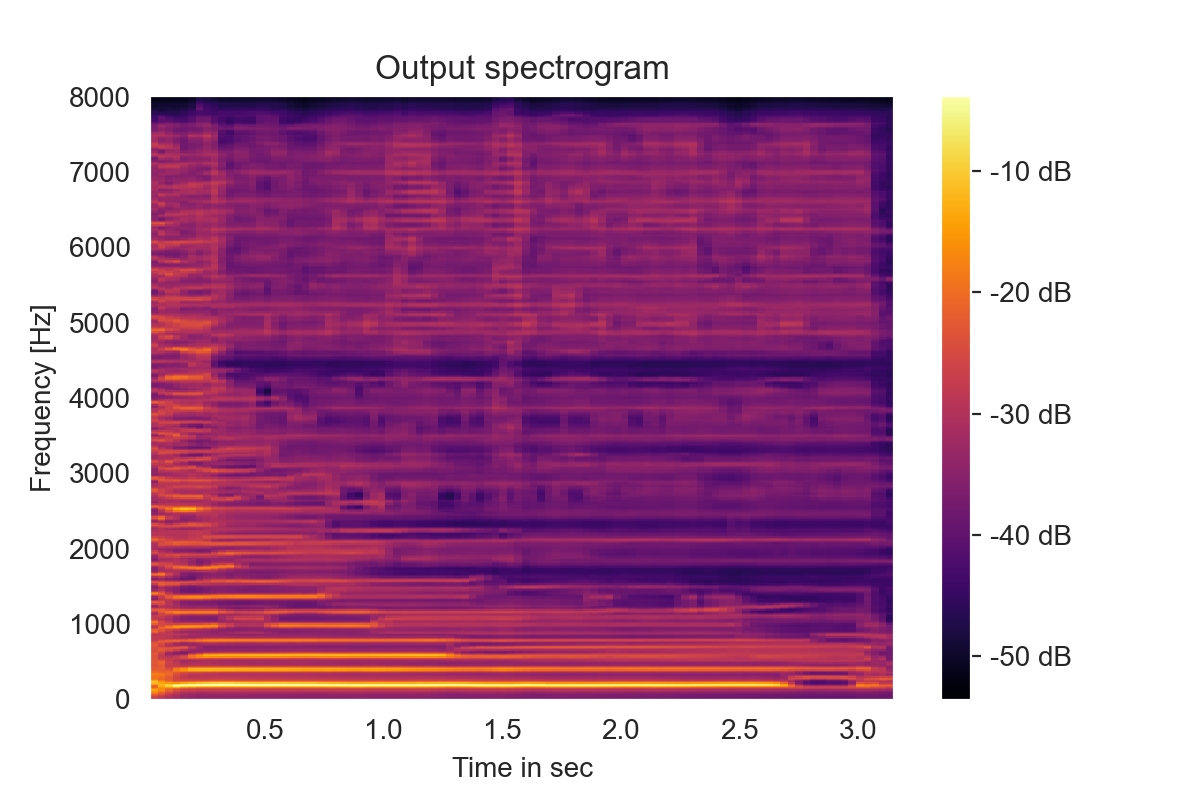 Output spectrogram
8000
7000
6000
5000
4000
3000
2000
1000
0
Frequency [Hz]
0.5 1.0 1.5 2.0 2.5 3.0
Time in sec
-10 dB
-20 dB
-30 dB
-40 dB
-50 dB